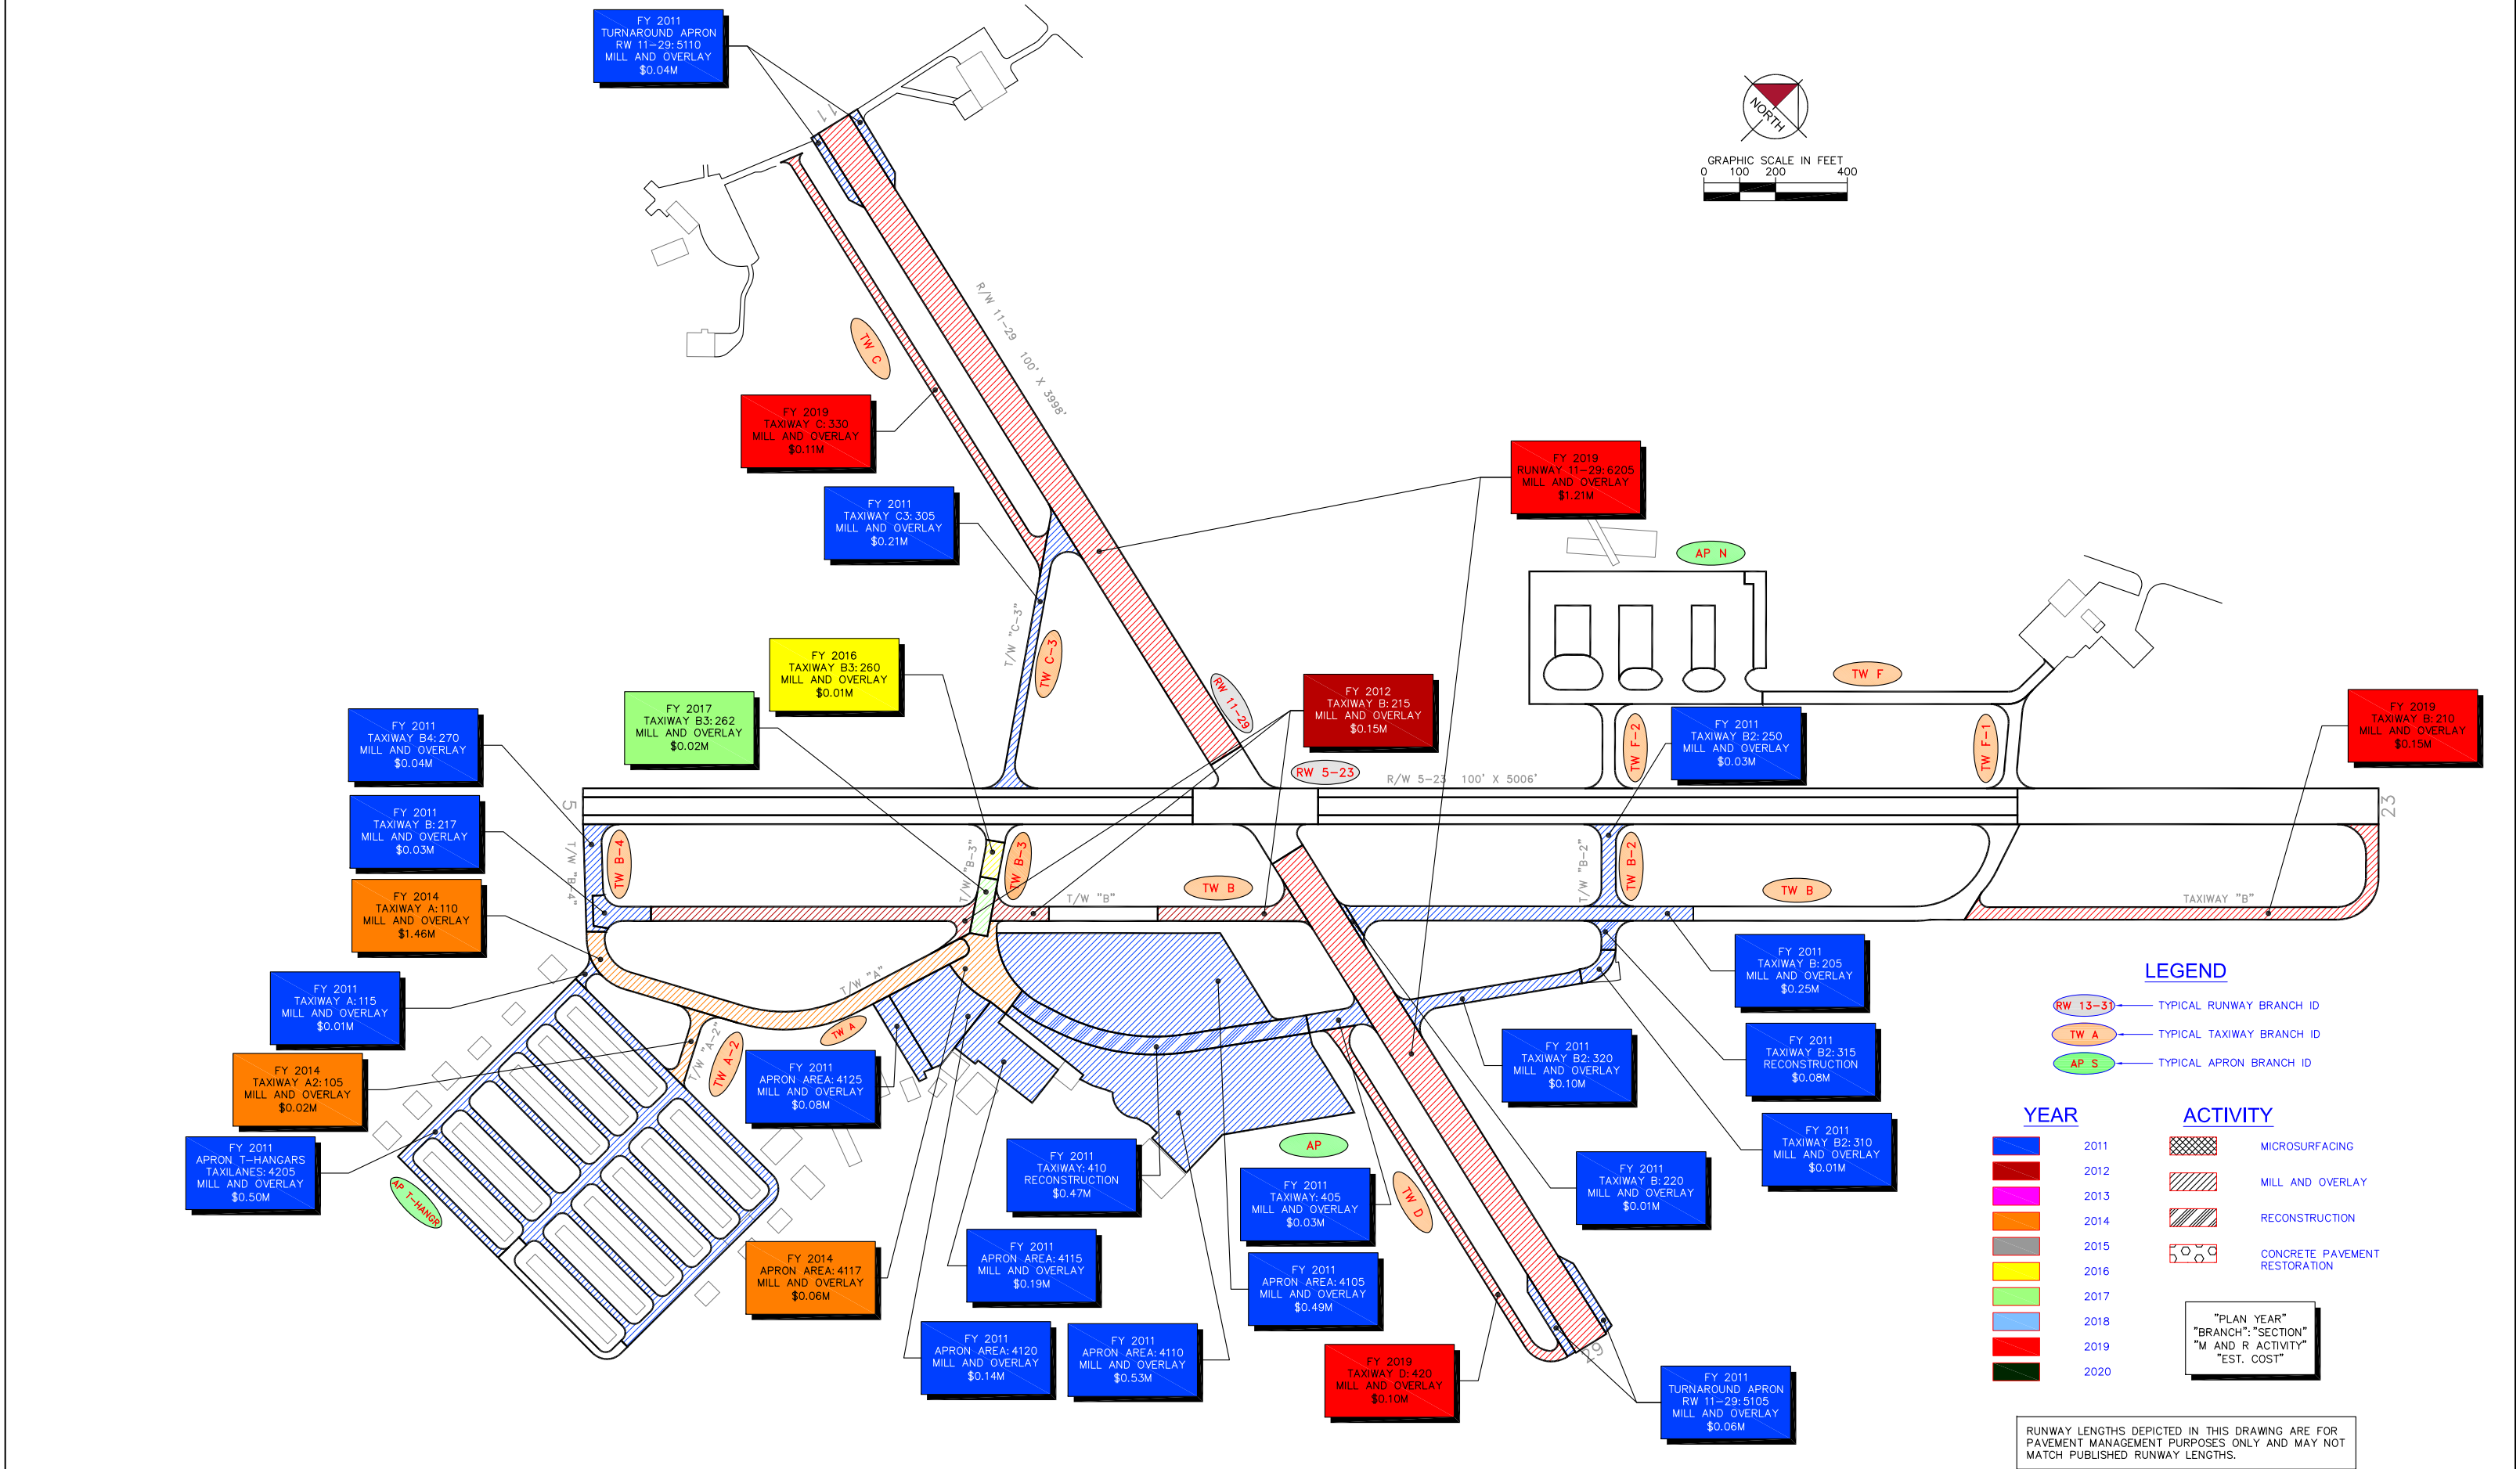 FY 2011
TURNAROUND APRON
RW 11-29:5110
MILL AND OVERLAY
$0.04M
11
NORTH
GRAPHIC SCALE IN FEET
0 100 200 400
R/W 11-29 100' X 3998'
TW C
FY 2019
TAXIWAY C:330
MILL AND OVERLAY
$0.11M
FY 2019
RUNWAY 11-29:6205
MILL AND OVERLAY
$1.21M
FY 2011
TAXIWAY C3:305
MILL AND OVERLAY
$0.21M
AP N
T/W "C-3"
TW C-3
FY 2016
TAXIWAY B3:260
MILL AND OVERLAY
$0.01M
RW 11-29
TW F
FY 2012
TAXIWAY B:215
MILL AND OVERLAY
$0.15M
FY 2017
TAXIWAY B3:262
MILL AND OVERLAY
$0.02M
FY 2019
TAXIWAY B:210
MILL AND OVERLAY
$0.15M
FY 2011
TAXIWAY B4:270
MILL AND OVERLAY
$0.04M
TW F-2
FY 2011
TAXIWAY B2:250
MILL AND OVERLAY
$0.03M
TW F-1
RW 5-23
R/W 5-23 100' X 5006'
5
23
FY 2011
TAXIWAY B:217
MILL AND OVERLAY
$0.03M
T/W "B-4"
TW B-4
T/W "B-3"
TW B-3
T/W "B-2"
TW B-2
TW B
TW B
T/W "B"
TAXIWAY "B"
FY 2014
TAXIWAY A:110
MILL AND OVERLAY
$1.46M
FY 2011
TAXIWAY B:205
MILL AND OVERLAY
$0.25M
FY 2011
TAXIWAY A:115
MILL AND OVERLAY
$0.01M
T/W "A"
TW A
T/W "A-2"
TW A-2
FY 2011
TAXIWAY B2:315
RECONSTRUCTION
$0.08M
FY 2011
TAXIWAY B2:320
MILL AND OVERLAY
$0.10M
FY 2014
TAXIWAY A2:105
MILL AND OVERLAY
$0.02M
FY 2011
APRON AREA:4125
MILL AND OVERLAY
$0.08M
FY 2011
TAXIWAY B2:310
MILL AND OVERLAY
$0.01M
FY 2011
APRON T-HANGARS
TAXILANES:4205
MILL AND OVERLAY
$0.50M
AP T-HANGR
FY 2011
TAXIWAY:410
RECONSTRUCTION
$0.47M
AP
FY 2011
TAXIWAY:405
MILL AND OVERLAY
$0.03M
TW D
FY 2011
TAXIWAY B:220
MILL AND OVERLAY
$0.01M
FY 2014
APRON AREA:4117
MILL AND OVERLAY
$0.06M
FY 2011
APRON AREA:4115
MILL AND OVERLAY
$0.19M
FY 2011
APRON AREA:4105
MILL AND OVERLAY
$0.49M
FY 2011
APRON AREA:4120
MILL AND OVERLAY
$0.14M
FY 2011
APRON AREA:4110
MILL AND OVERLAY
$0.53M
FY 2019
TAXIWAY D:420
MILL AND OVERLAY
$0.10M
29
FY 2011
TURNAROUND APRON
RW 11-29:5105
MILL AND OVERLAY
$0.06M
LEGEND
RW 13-31 TYPICAL RUNWAY BRANCH ID
TW A TYPICAL TAXIWAY BRANCH ID
AP S TYPICAL APRON BRANCH ID
YEAR
2011
2012
2013
2014
2015
2016
2017
2018
2019
2020
ACTIVITY
MICROSURFACING
MILL AND OVERLAY
RECONSTRUCTION
CONCRETE PAVEMENT
RESTORATION
"PLAN YEAR"
"BRANCH":"SECTION"
"M AND R ACTIVITY"
"EST. COST"
RUNWAY LENGTHS DEPICTED IN THIS DRAWING ARE FOR
PAVEMENT MANAGEMENT PURPOSES ONLY AND MAY NOT
MATCH PUBLISHED RUNWAY LENGTHS.